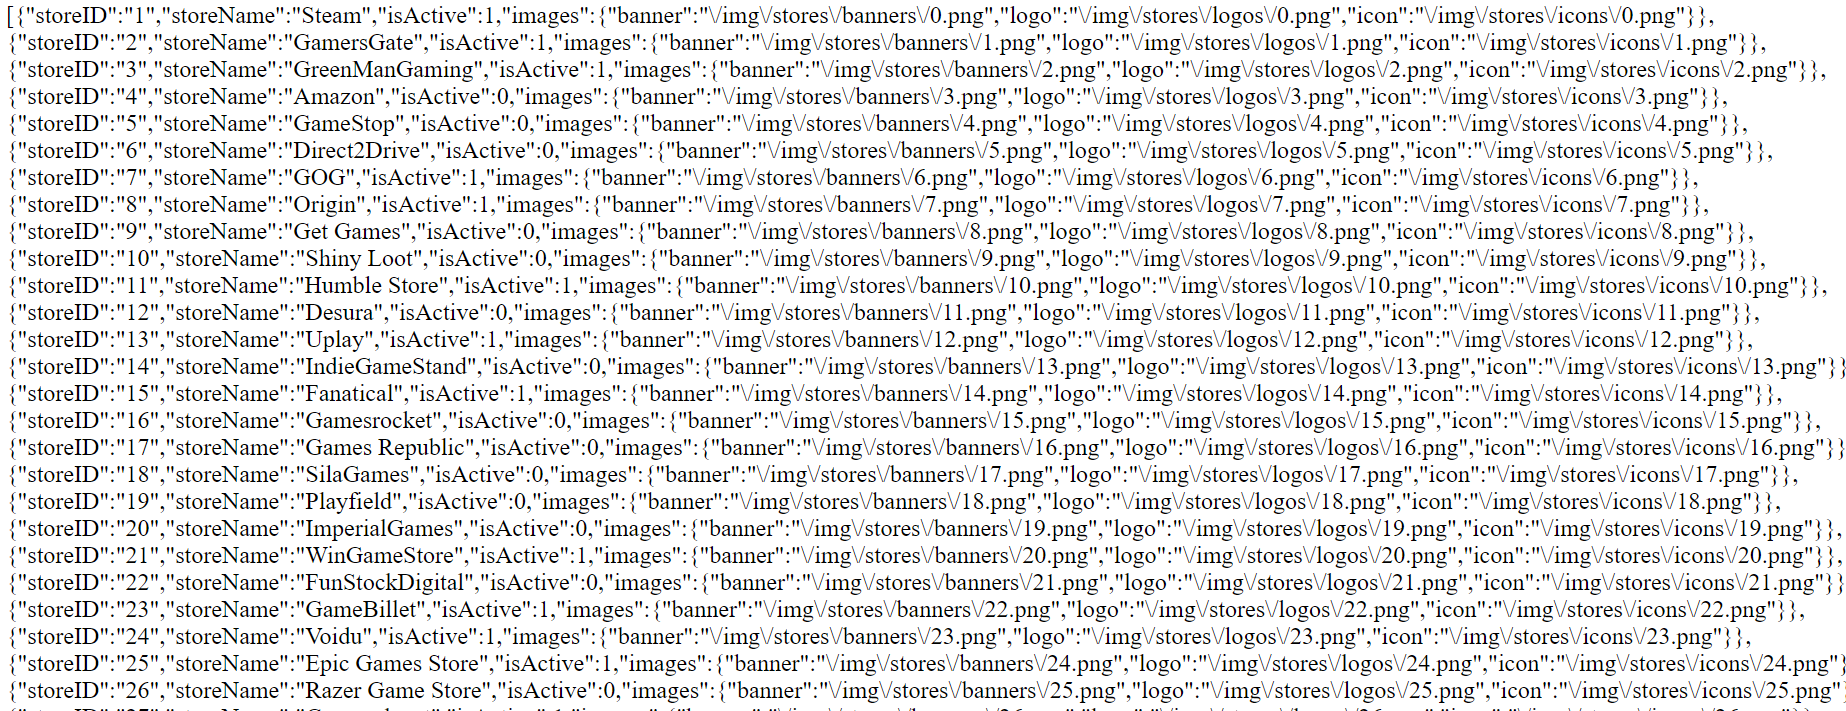 [{"storeID":"1","storeName":"Steam","isActive":1,"images":{"banner":"\/img\/stores\/banners\/0.png","logo":"\/img\/stores\/logos\/0.png","icon":"\/img\/stores\/icons\/0.png"}},
{"storeID":"2","storeName":"GamersGate","isActive":1,"images":{"banner":"\/img\/stores\/banners\/1.png","logo":"\/img\/stores\/logos\/1.png","icon":"\/img\/stores\/icons\/1.png"}},
{"storeID":"3","storeName":"GreenManGaming","isActive":1,"images":{"banner":"\/img\/stores\/banners\/2.png","logo":"\/img\/stores\/logos\/2.png","icon":"\/img\/stores\/icons\/2.png"}},
{"storeID":"4","storeName":"Amazon","isActive":0,"images":{"banner":"\/img\/stores\/banners\/3.png","logo":"\/img\/stores\/logos\/3.png","icon":"\/img\/stores\/icons\/3.png"}},
{"storeID":"5","storeName":"GameStop","isActive":0,"images":{"banner":"\/img\/stores\/banners\/4.png","logo":"\/img\/stores\/logos\/4.png","icon":"\/img\/stores\/icons\/4.png"}},
{"storeID":"6","storeName":"Direct2Drive","isActive":0,"images":{"banner":"\/img\/stores\/banners\/5.png","logo":"\/img\/stores\/logos\/5.png","icon":"\/img\/stores\/icons\/5.png"}},
{"storeID":"7","storeName":"GOG","isActive":1,"images":{"banner":"\/img\/stores\/banners\/6.png","logo":"\/img\/stores\/logos\/6.png","icon":"\/img\/stores\/icons\/6.png"}},
{"storeID":"8","storeName":"Origin","isActive":1,"images":{"banner":"\/img\/stores\/banners\/7.png","logo":"\/img\/stores\/logos\/7.png","icon":"\/img\/stores\/icons\/7.png"}},
{"storeID":"9","storeName":"Get Games","isActive":0,"images":{"banner":"\/img\/stores\/banners\/8.png","logo":"\/img\/stores\/logos\/8.png","icon":"\/img\/stores\/icons\/8.png"}},
{"storeID":"10","storeName":"Shiny Loot","isActive":0,"images":{"banner":"\/img\/stores\/banners\/9.png","logo":"\/img\/stores\/logos\/9.png","icon":"\/img\/stores\/icons\/9.png"}},
{"storeID":"11","storeName":"Humble Store","isActive":1,"images":{"banner":"\/img\/stores\/banners\/10.png","logo":"\/img\/stores\/logos\/10.png","icon":"\/img\/stores\/icons\/10.png"}},
{"storeID":"12","storeName":"Desura","isActive":0,"images":{"banner":"\/img\/stores\/banners\/11.png","logo":"\/img\/stores\/logos\/11.png","icon":"\/img\/stores\/icons\/11.png"}},
{"storeID":"13","storeName":"Uplay","isActive":1,"images":{"banner":"\/img\/stores\/banners\/12.png","logo":"\/img\/stores\/logos\/12.png","icon":"\/img\/stores\/icons\/12.png"}},
{"storeID":"14","storeName":"IndieGameStand","isActive":0,"images":{"banner":"\/img\/stores\/banners\/13.png","logo":"\/img\/stores\/logos\/13.png","icon":"\/img\/stores\/icons\/13.png"}}
{"storeID":"15","storeName":"Fanatical","isActive":1,"images":{"banner":"\/img\/stores\/banners\/14.png","logo":"\/img\/stores\/logos\/14.png","icon":"\/img\/stores\/icons\/14.png"}},
{"storeID":"16","storeName":"Gamesrocket","isActive":0,"images":{"banner":"\/img\/stores\/banners\/15.png","logo":"\/img\/stores\/logos\/15.png","icon":"\/img\/stores\/icons\/15.png"}},
{"storeID":"17","storeName":"Games Republic","isActive":0,"images":{"banner":"\/img\/stores\/banners\/16.png","logo":"\/img\/stores\/logos\/16.png","icon":"\/img\/stores\/icons\/16.png"}}
{"storeID":"18","storeName":"SilaGames","isActive":0,"images":{"banner":"\/img\/stores\/banners\/17.png","logo":"\/img\/stores\/logos\/17.png","icon":"\/img\/stores\/icons\/17.png"}},
{"storeID":"19","storeName":"Playfield","isActive":0,"images":{"banner":"\/img\/stores\/banners\/18.png","logo":"\/img\/stores\/logos\/18.png","icon":"\/img\/stores\/icons\/18.png"}},
{"storeID":"20","storeName":"ImperialGames","isActive":0,"images":{"banner":"\/img\/stores\/banners\/19.png","logo":"\/img\/stores\/logos\/19.png","icon":"\/img\/stores\/icons\/19.png"}},
{"storeID":"21","storeName":"WinGameStore","isActive":1,"images":{"banner":"\/img\/stores\/banners\/20.png","logo":"\/img\/stores\/logos\/20.png","icon":"\/img\/stores\/icons\/20.png"}},
{"storeID":"22","storeName":"FunStockDigital","isActive":0,"images":{"banner":"\/img\/stores\/banners\/21.png","logo":"\/img\/stores\/logos\/21.png","icon":"\/img\/stores\/icons\/21.png"}}
{"storeID":"23","storeName":"GameBillet","isActive":1,"images":{"banner":"\/img\/stores\/banners\/22.png","logo":"\/img\/stores\/logos\/22.png","icon":"\/img\/stores\/icons\/22.png"}},
{"storeID":"24","storeName":"Voidu","isActive":1,"images":{"banner":"\/img\/stores\/banners\/23.png","logo":"\/img\/stores\/logos\/23.png","icon":"\/img\/stores\/icons\/23.png"}},
{"storeID":"25","storeName":"Epic Games Store","isActive":1,"images":{"banner":"\/img\/stores\/banners\/24.png","logo":"\/img\/stores\/logos\/24.png","icon":"\/img\/stores\/icons\/24.png"}
{"storeID":"26","storeName":"Razer Game Store","isActive":0,"images":{"banner":"\/img\/stores\/banners\/25.png","logo":"\/img\/stores\/logos\/25.png","icon":"\/img\/stores\/icons\/25.png"}